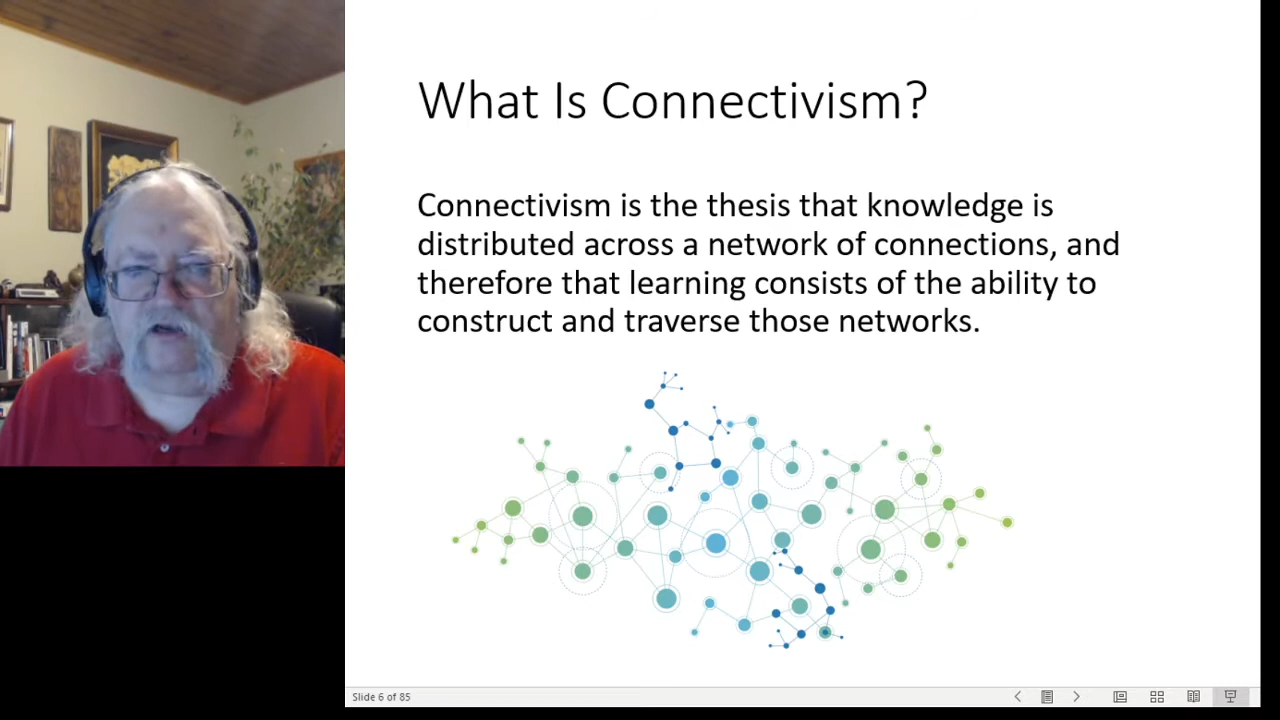 What Is Connectivism?
Connectivism is the thesis that knowledge is
distributed across a network of connections, and
therefore that learning consists of the ability to
construct and traverse those networks.
Slide 6 of 85